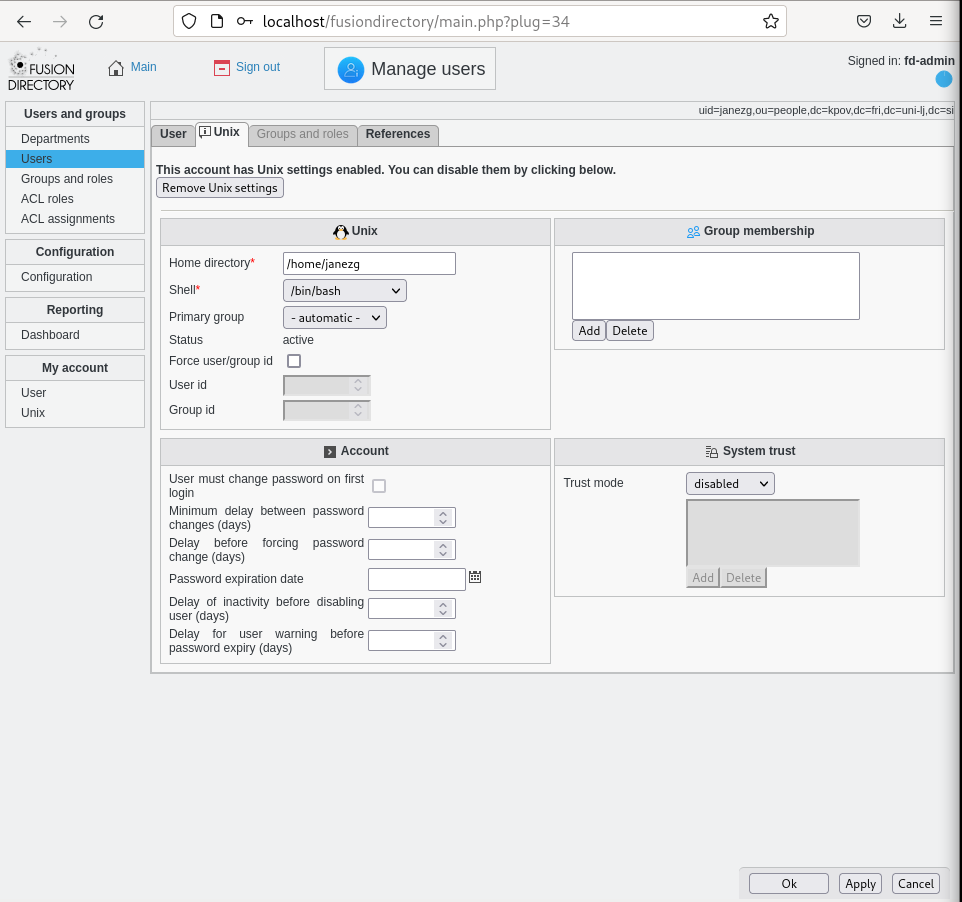 localhost/fusiondirectory/main.php?plug=34
FUSION
DIRECTORY
Main
Sign out
Manage users
Signed in: fd-admin
uid=janezg,ou=people,dc=kpov,dc=fri,dc=uni-lj,dc=si
Users and groups
Departments
Users
Groups and roles
ACL roles
ACL assignments
Configuration
Configuration
Reporting
Dashboard
My account
User
Unix
User
Unix
Groups and roles
References
This account has Unix settings enabled. You can disable them by clicking below.
Remove Unix settings
Unix
Home directory*
/home/janezg
Shell*
/bin/bash
Primary group
- automatic -
Status
active
Force user/group id
User id
Group id
Group membership
Add
Delete
Account
User must change password on first
login
Minimum delay between password
changes (days)
Delay before forcing password
change (days)
Password expiration date
Delay of inactivity before disabling
user (days)
Delay for user warning before
password expiry (days)
System trust
Trust mode
disabled
Add
Delete
Ok
Apply
Cancel